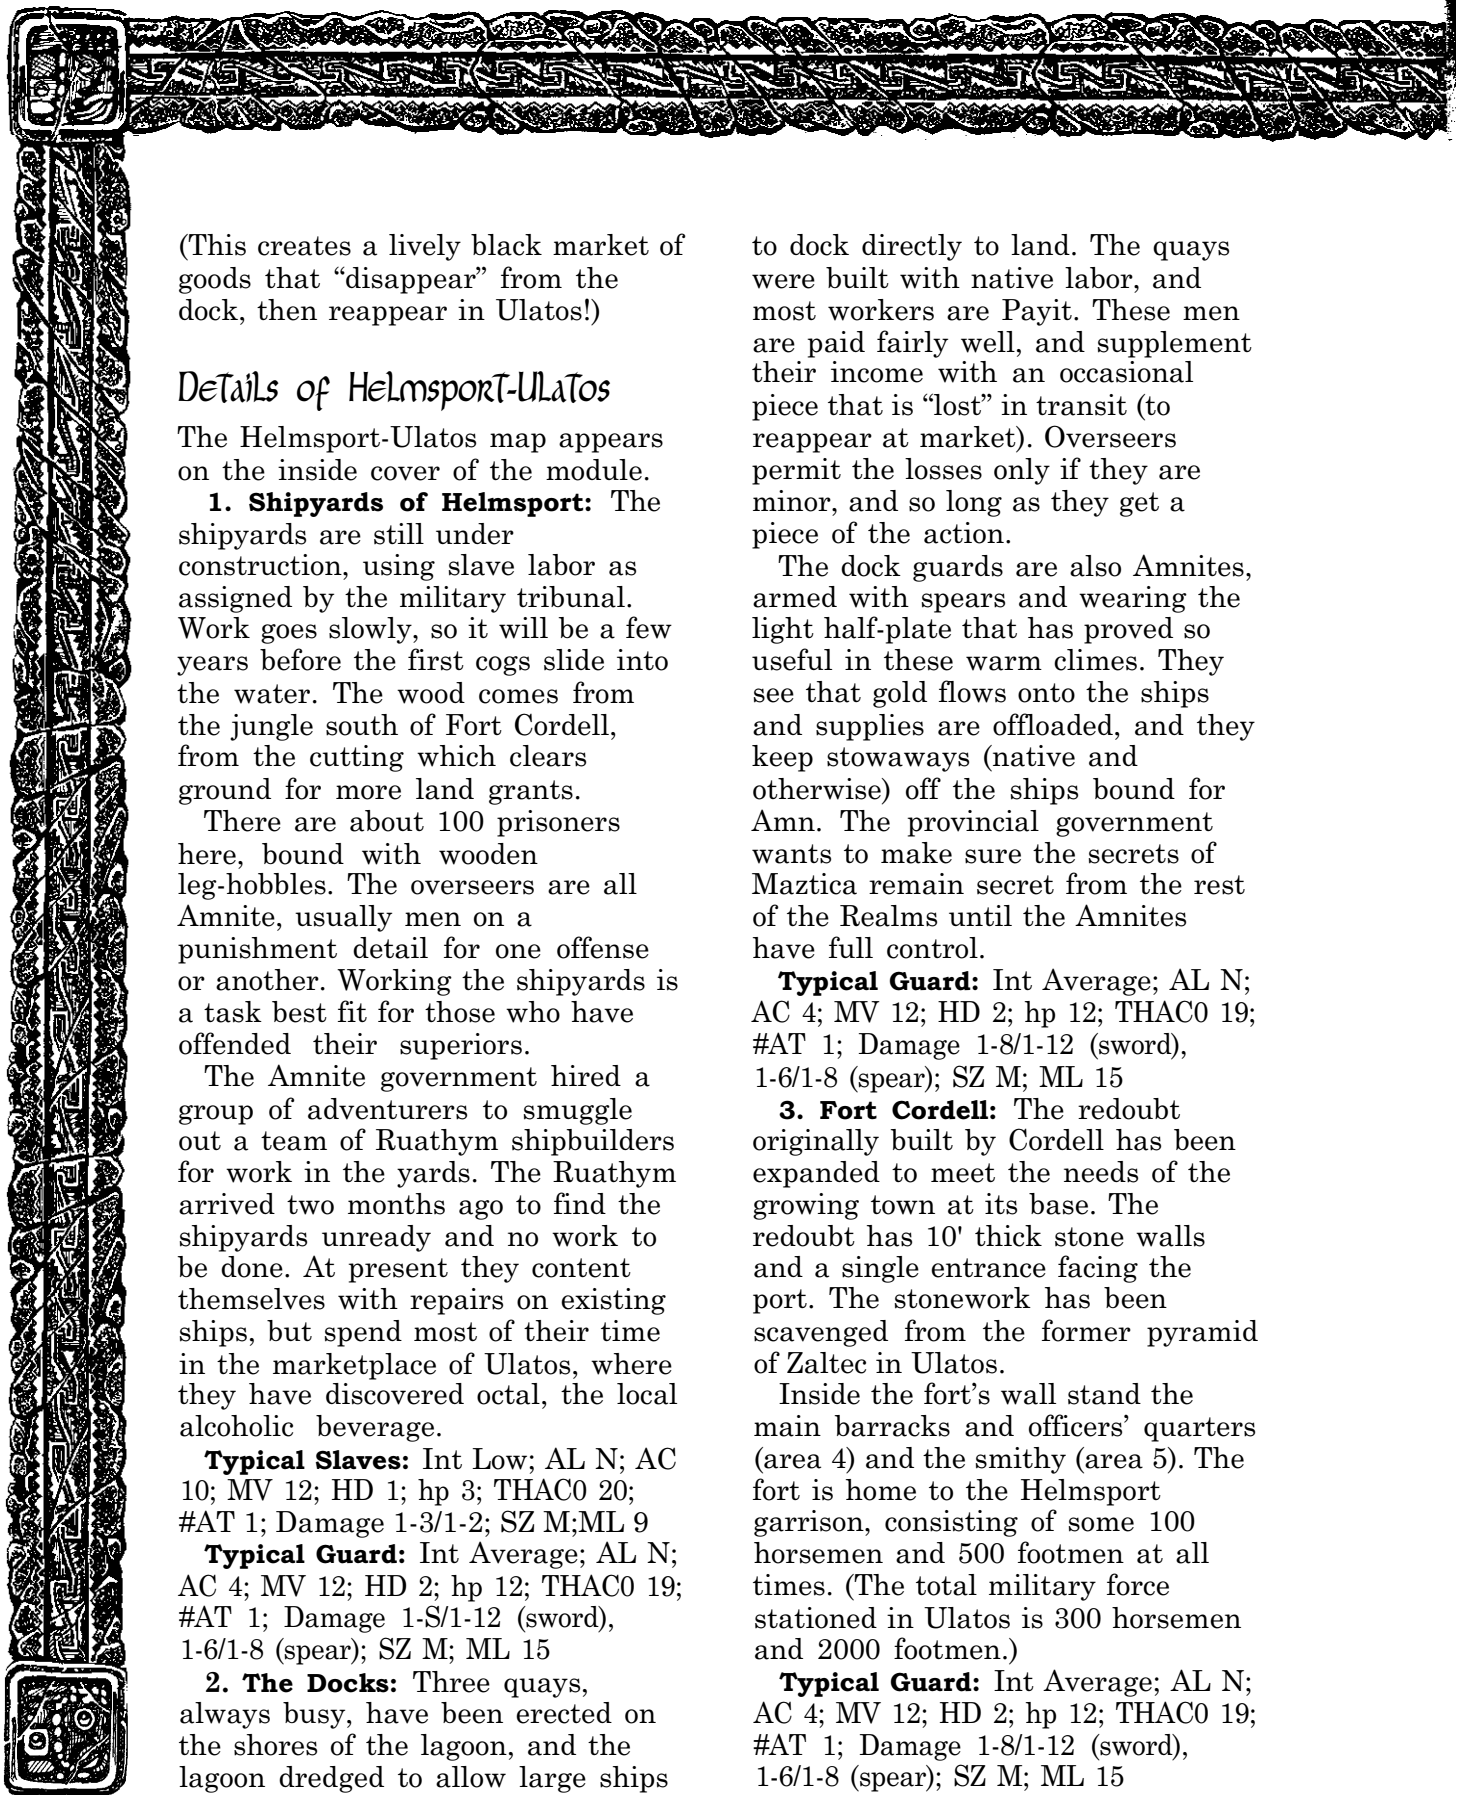 (This creates a lively black market of
goods that “disappear” from the
dock, then reappear in Ulatos!)
Details of Helmsport-Ulatos
The Helmsport-Ulatos map appears
on the inside cover of the module.
1. Shipyards of Helmsport: The
shipyards are still under
construction, using slave labor as
assigned by the military tribunal.
Work goes slowly, so it will be a few
years before the first cogs slide into
the water. The wood comes from
the jungle south of Fort Cordell,
from the cutting which clears
ground for more land grants.
There are about 100 prisoners
here, bound with wooden
leg-hobbles. The overseers are all
Amnite, usually men on a
punishment detail for one offense
or another. Working the shipyards is
a task best fit for those who have
offended their superiors.
The Amnite government hired a
group of adventurers to smuggle
out a team of Ruathym shipbuilders
for work in the yards. The Ruathym
arrived two months ago to find the
shipyards unready and no work to
be done. At present they content
themselves with repairs on existing
ships, but spend most of their time
in the marketplace of Ulatos, where
they have discovered octal, the local
alcoholic beverage.
Typical Slaves: Int Low; AL N; AC
10; MV 12; HD 1; hp 3; THAC0 20;
#AT 1; Damage 1-3/1-2; SZ M;ML 9
Typical Guard: Int Average; AL N;
AC 4; MV 12; HD 2; hp 12; THAC0 19;
#AT 1; Damage 1-S/1-12 (sword),
1-6/1-8 (spear); SZ M; ML 15
2. The Docks: Three quays,
always busy, have been erected on
the shores of the lagoon, and the
lagoon dredged to allow large ships
to dock directly to land. The quays
were built with native labor, and
most workers are Payit. These men
are paid fairly well, and supplement
their income with an occasional
piece that is “lost” in transit (to
reappear at market). Overseers
permit the losses only if they are
minor, and so long as they get a
piece of the action.
The dock guards are also Amnites,
armed with spears and wearing the
light half-plate that has proved so
useful in these warm climes. They
see that gold flows onto the ships
and supplies are offloaded, and they
keep stowaways (native and
otherwise) off the ships bound for
Amn. The provincial government
wants to make sure the secrets of
Maztica remain secret from the rest
of the Realms until the Amnites
have full control.
Typical Guard: Int Average; AL N;
AC 4; MV 12; HD 2; hp 12; THAC0 19;
#AT 1; Damage 1-8/1-12 (sword),
1-6/1-8 (spear); SZ M; ML 15
3. Fort Cordell: The redoubt
originally built by Cordell has been
expanded to meet the needs of the
growing town at its base. The
redoubt has 10' thick stone walls
and a single entrance facing the
port. The stonework has been
scavenged from the former pyramid
of Zaltec in Ulatos.
Inside the fort’s wall stand the
main barracks and officers’ quarters
(area 4) and the smithy (area 5). The
fort is home to the Helmsport
garrison, consisting of some 100
horsemen and 500 footmen at all
times. (The total military force
stationed in Ulatos is 300 horsemen
and 2000 footmen.)
Typical Guard: Int Average; AL N;
AC 4; MV 12; HD 2; hp 12; THAC0 19;
#AT 1; Damage 1-8/1-12 (sword),
1-6/1-8 (spear); SZ M; ML 15